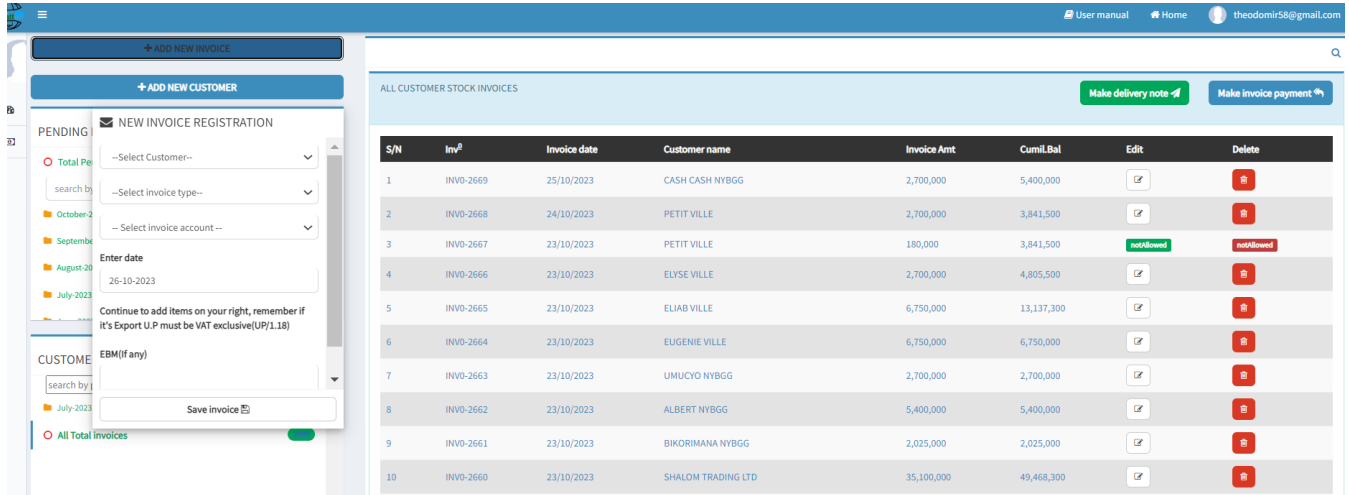 User manual
Home
theodomir58@gmail.com
+ ADD NEW INVOICE
+ ADD NEW CUSTOMER
PENDING
Total Pe
search by
October-2
Septembe
August-20
July-2023
NEW INVOICE REGISTRATION
--Select Customer--
--Select invoice type--
-- Select invoice account --
Enter date
26-10-2023
Continue to add items on your right, remember if
it's Export U.P must be VAT exclusive(UP/1.18)
EBM(If any)
Save invoice
CUSTOME
search by p
July-2023
All Total invoices
ALL CUSTOMER STOCK INVOICES
Make delivery note
Make invoice payment
S/N Invº Invoice date Customer name Invoice Amt Cumil.Bal Edit Delete
1 INV0-2669 25/10/2023 CASH CASH NYBGG 2,700,000 5,400,000
2 INV0-2668 24/10/2023 PETIT VILLE 2,700,000 3,841,500
3 INV0-2667 23/10/2023 PETIT VILLE 180,000 3,841,500 notAllowed notAllowed
4 INV0-2666 23/10/2023 ELYSE VILLE 2,700,000 4,805,500
5 INV0-2665 23/10/2023 ELIAB VILLE 6,750,000 13,137,300
6 INV0-2664 23/10/2023 EUGENIE VILLE 6,750,000 6,750,000
7 INV0-2663 23/10/2023 UMUCYO NYBGG 2,700,000 2,700,000
8 INV0-2662 23/10/2023 ALBERT NYBGG 5,400,000 5,400,000
9 INV0-2661 23/10/2023 BIKORIMANA NYBGG 2,025,000 2,025,000
10 INV0-2660 23/10/2023 SHALOM TRADING LTD 35,100,000 49,468,300